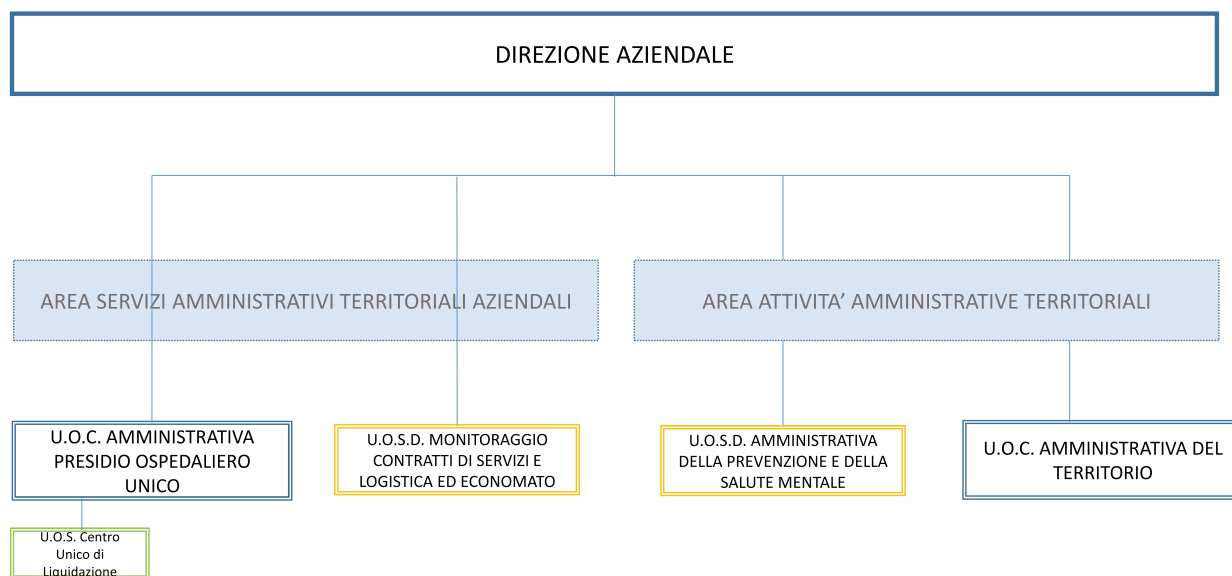 DIREZIONE AZIENDALE
AREA SERVIZI AMMINISTRATIVI TERRITORIALI AZIENDALI
AREA ATTIVITA’ AMMINISTRATIVE TERRITORIALI
U.O.C. AMMINISTRATIVA
PRESIDIO OSPEDALIERO
UNICO
U.O.S.D. MONITORAGGIO
CONTRATTI DI SERVIZI E
LOGISTICA ED ECONOMATO
U.O.S.D. AMMINISTRATIVA
DELLA PREVENZIONE E DELLA
SALUTE MENTALE
U.O.C. AMMINISTRATIVA DEL
TERRITORIO
U.O.S. Centro
Unico di
Liquidazione